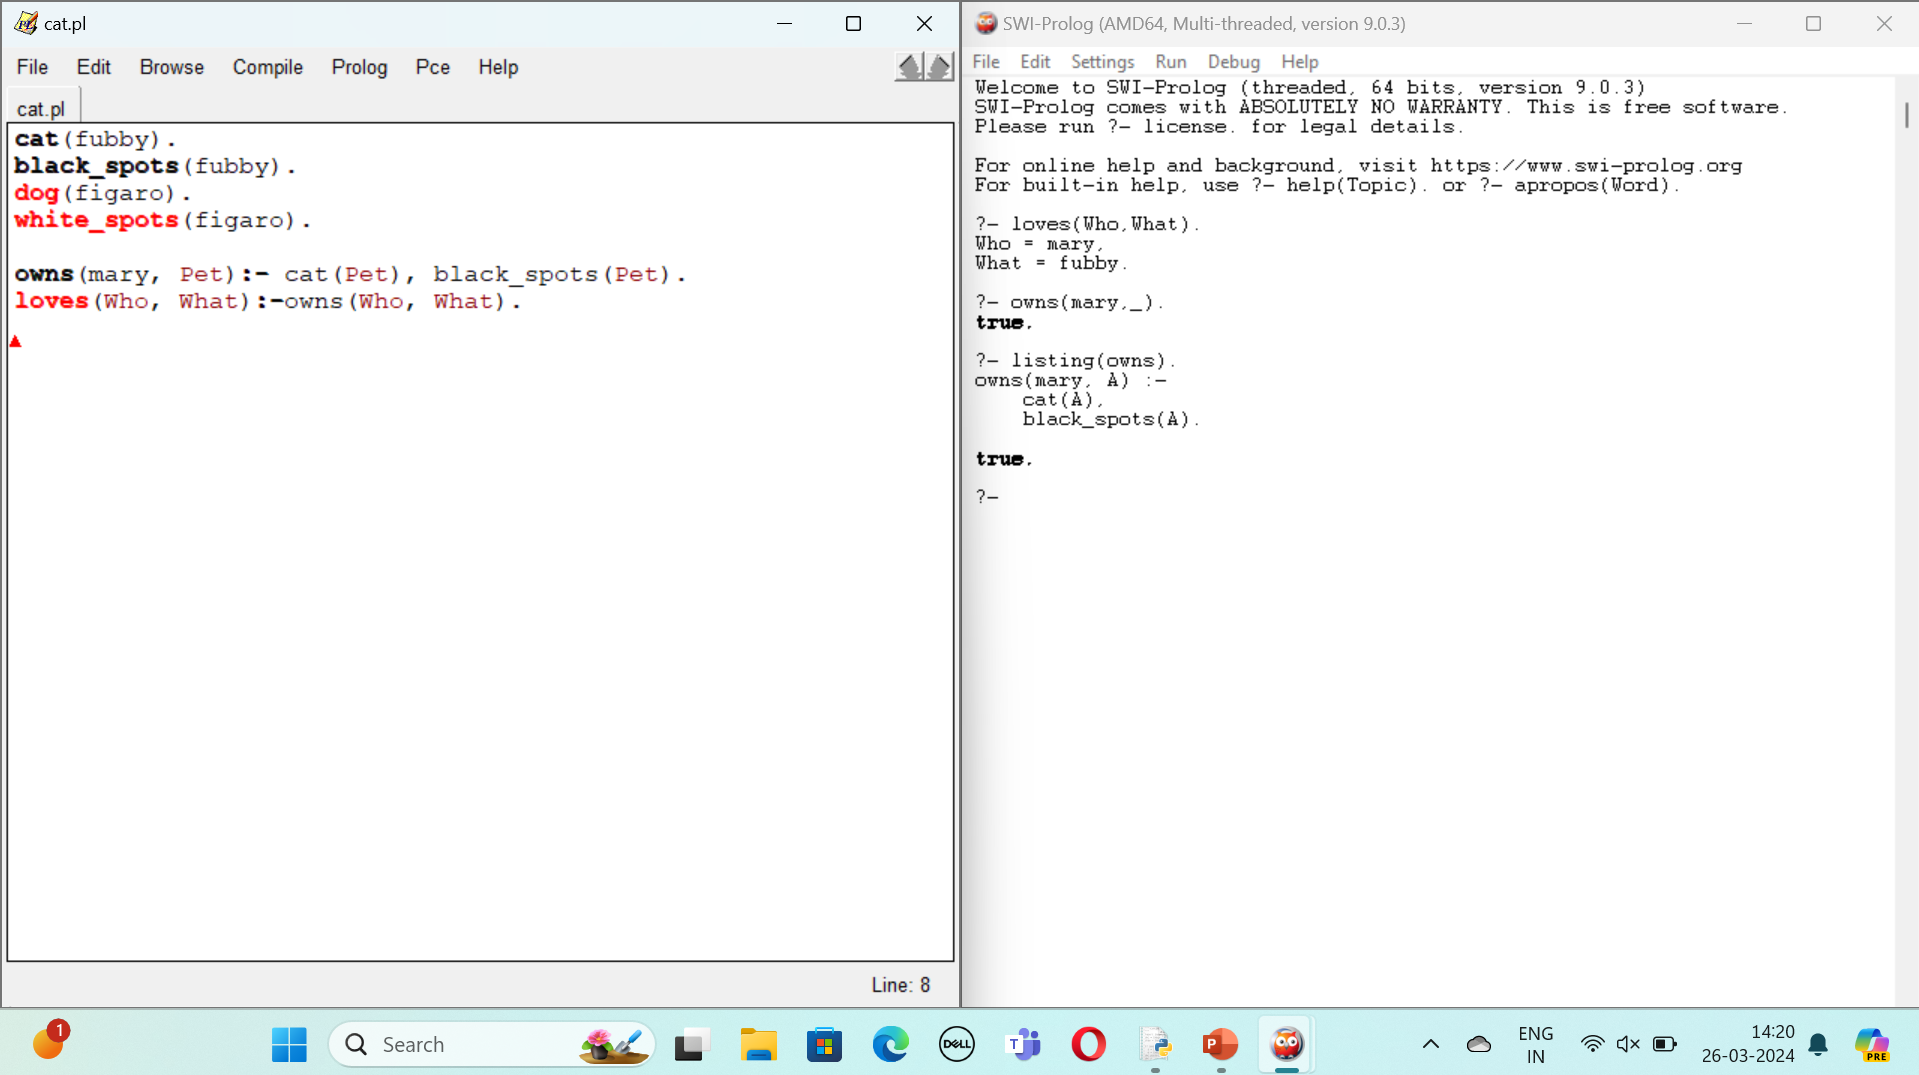 cat.pl
File Edit Browse Compile Prolog Pce Help
cat.pl
cat(fubby).
black_spots(fubby).
dog(figaro).
white_spots(figaro).
owns(mary, Pet):- cat(Pet), black_spots(Pet).
loves(Who, What):-owns(Who, What).
Line: 8
SWI-Prolog (AMD64, Multi-threaded, version 9.0.3)
File Edit Settings Run Debug Help
Welcome to SWI-Prolog (threaded, 64 bits, version 9.0.3)
SWI-Prolog comes with ABSOLUTELY NO WARRANTY. This is free software.
Please run ?- license. for legal details.
For online help and background, visit https://www.swi-prolog.org
For built-in help, use ?- help(Topic). or ?- apropos(Word).
?- loves(Who,What).
Who = mary,
What = fubby.
?- owns(mary,_).
true.
?- listing(owns).
owns(mary, A) :-
cat(A),
black_spots(A).
true.
?-
1
Search
DELL
T
P
ENG
IN
14:20
26-03-2024
PRE